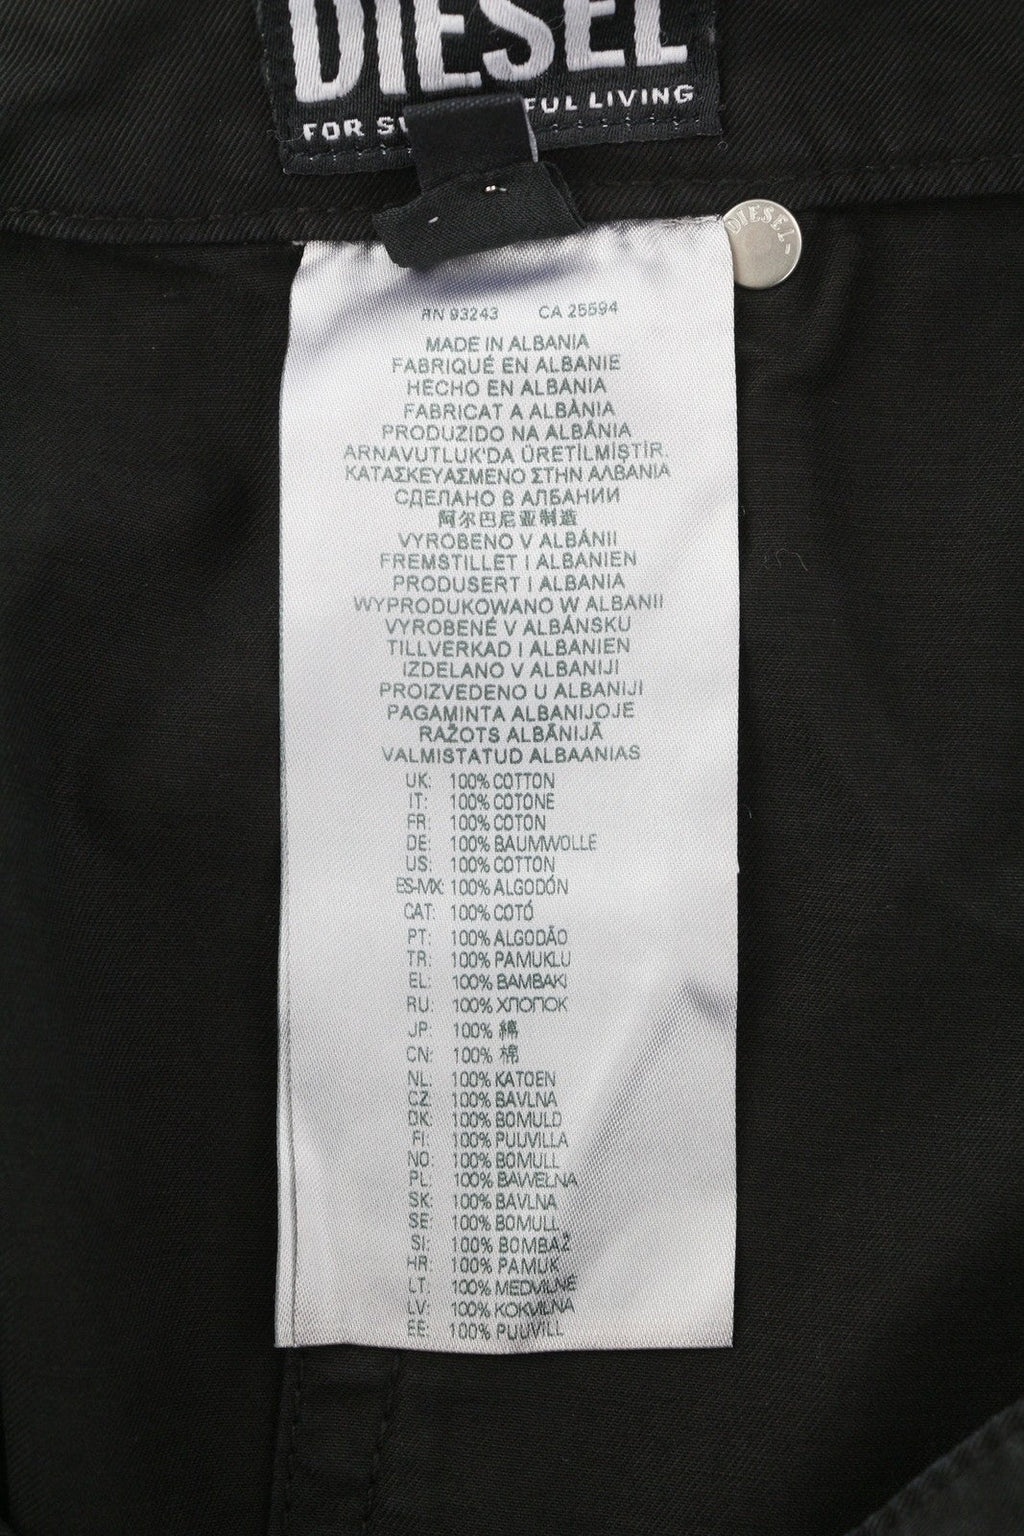 DIESEL
FOR SU FUL LIVING
DIESEL
RN 93243 CA 25594
MADE IN ALBANIA
FABRIQUÉ EN ALBANIE
HECHO EN ALBANIA
FABRICAT A ALBÀNIA
PRODUZIDO NA ALBÂNIA
ARNAVUTLUK'DA ÜRETİLMİŞTİR.
ΚΑΤΑΣΚΕΥΑΣΜΕΝΟ ΣΤΗΝ ΑΛΒΑΝΙΑ
СДЕЛАНО В АЛБАНИИ
阿尔巴尼亚制造
VYROBENO V ALBÁNII
FREMSTILLET I ALBANIEN
PRODUSERT I ALBANIA
WYPRODUKOWANO W ALBANII
VYROBENÉ V ALBÁNSKU
TILLVERKAD I ALBANIEN
IZDELANO V ALBANIJI
PROIZVEDENO U ALBANIJI
PAGAMINTA ALBANIJOJE
RAŽOTS ALBĀNIJĀ
VALMISTATUD ALBAANIAS
UK: 100% COTTON
IT: 100% COTONE
FR: 100% COTON
DE: 100% BAUMWOLLE
US: 100% COTTON
ES-MX: 100% ALGODÓN
CAT: 100% COTÓ
PT: 100% ALGODÃO
TR: 100% PAMUKLU
EL: 100% ΒΑΜΒΑΚΙ
RU: 100% ХЛОПОК
JP: 100% 綿
CN: 100% 棉
NL: 100% KATOEN
CZ: 100% BAVLNA
DK: 100% BOMULD
FI: 100% PUUVILLA
NO: 100% BOMULL
PL: 100% BAWEŁNA
SK: 100% BAVLNA
SE: 100% BOMULL
SI: 100% BOMBAŽ
HR: 100% PAMUK
LT: 100% MEDVILNĖ
LV: 100% KOKVILNA
EE: 100% PUUVILL